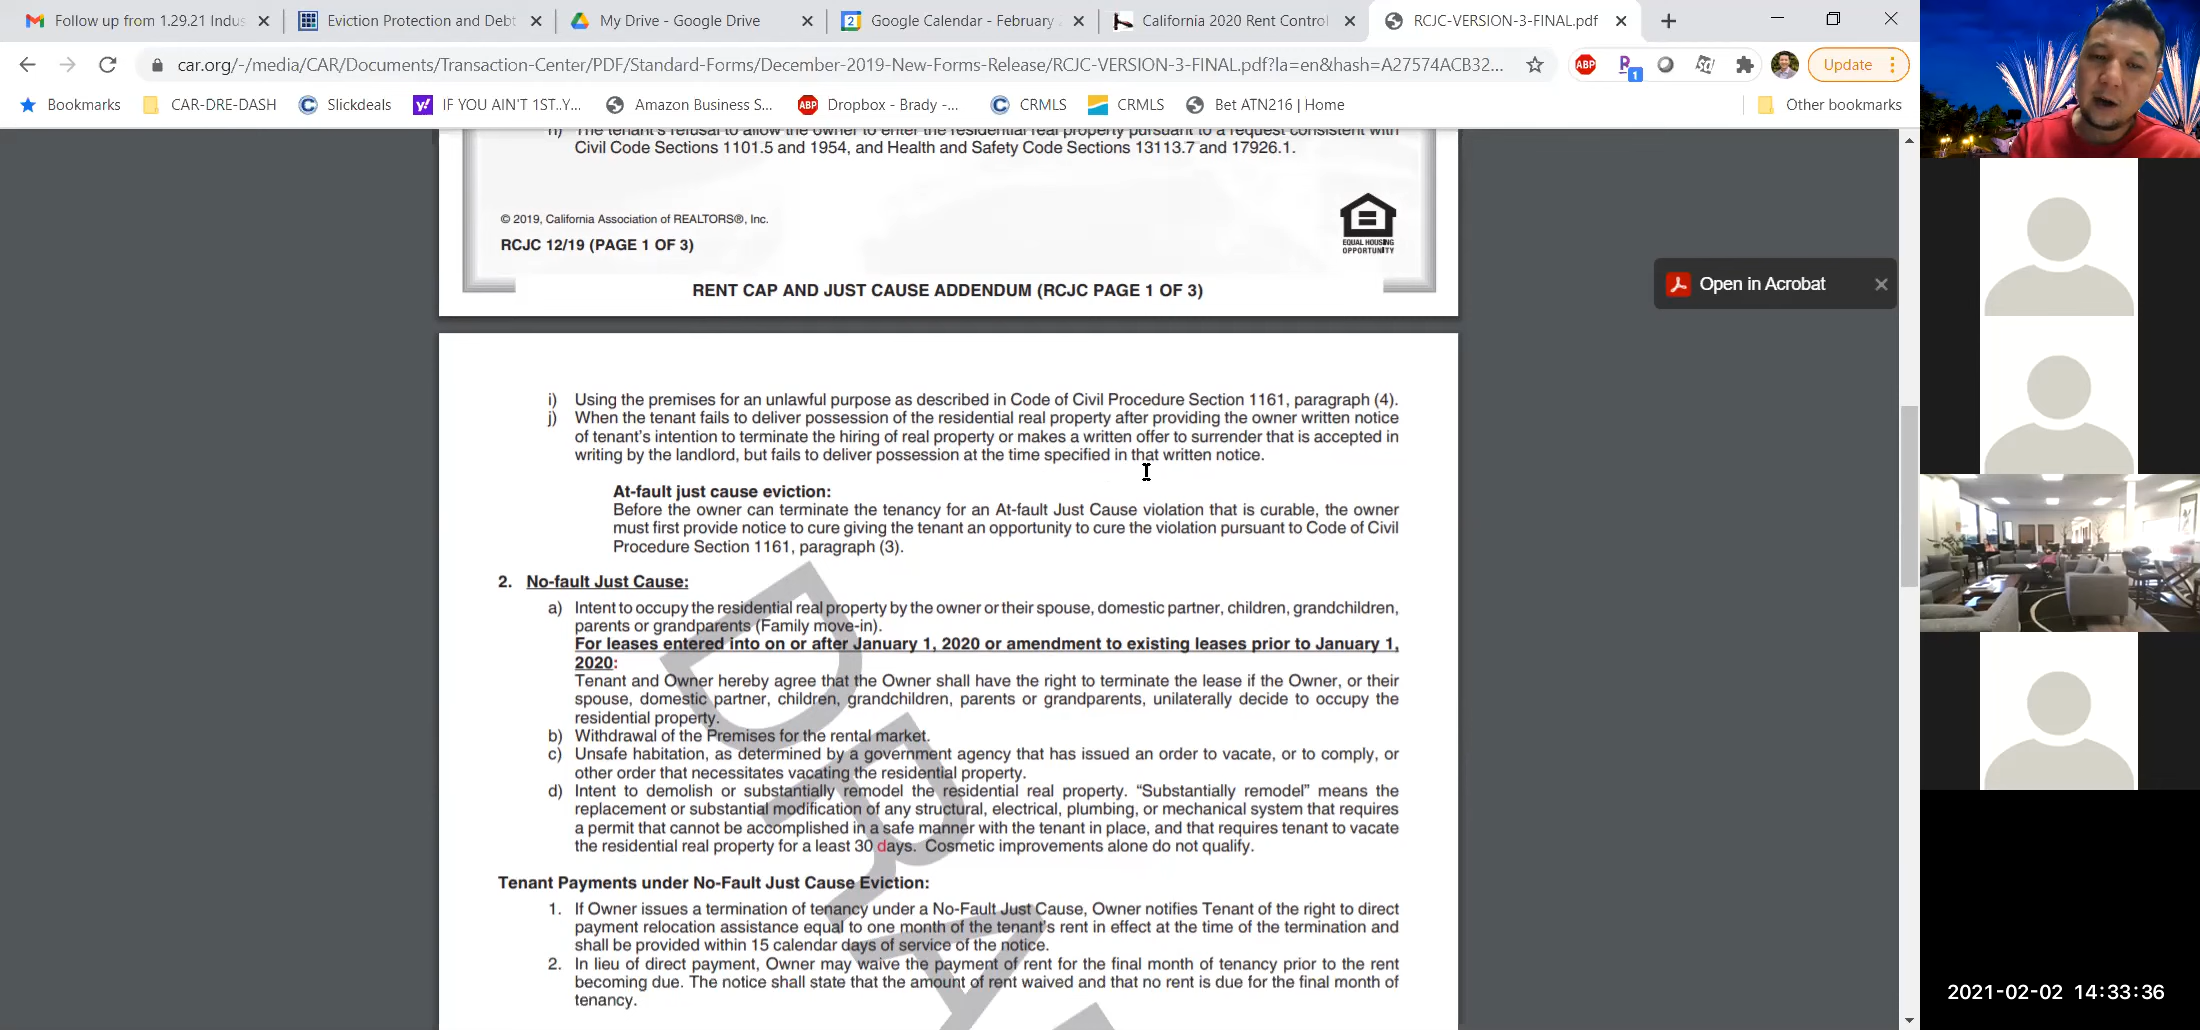 Follow up from 1.29.21 Indus
Eviction Protection and Debt
My Drive - Google Drive
2
Google Calendar - February
California 2020 Rent Control
RCJC-VERSION-3-FINAL.pdf
car.org/-/media/CAR/Documents/Transaction-Center/PDF/Standard-Forms/December-2019-New-Forms-Release/RCJC-VERSION-3-FINAL.pdf?la=en&hash=A27574ACB32...
ABP
1
Update
Bookmarks
CAR-DRE-DASH
Slickdeals
IF YOU AIN'T 1ST..Y...
Amazon Business S...
ABP
Dropbox - Brady -...
CRMLS
CRMLS
Bet ATN216 | Home
Other bookmarks
h) The tenant's refusal to allow the owner to enter the residential real property pursuant to a request consistent with
Civil Code Sections 1101.5 and 1954, and Health and Safety Code Sections 13113.7 and 17926.1.
© 2019, California Association of REALTORS®, Inc.
RCJC 12/19 (PAGE 1 OF 3)
EQUAL HOUSING
OPPORTUNITY
RENT CAP AND JUST CAUSE ADDENDUM (RCJC PAGE 1 OF 3)
Open in Acrobat
i) Using the premises for an unlawful purpose as described in Code of Civil Procedure Section 1161, paragraph (4).
j) When the tenant fails to deliver possession of the residential real property after providing the owner written notice
of tenant's intention to terminate the hiring of real property or makes a written offer to surrender that is accepted in
writing by the landlord, but fails to deliver possession at the time specified in that written notice.
At-fault just cause eviction:
Before the owner can terminate the tenancy for an At-fault Just Cause violation that is curable, the owner
must first provide notice to cure giving the tenant an opportunity to cure the violation pursuant to Code of Civil
Procedure Section 1161, paragraph (3).
2. No-fault Just Cause:
a) Intent to occupy the residential real property by the owner or their spouse, domestic partner, children, grandchildren,
parents or grandparents (Family move-in).
For leases entered into on or after January 1, 2020 or amendment to existing leases prior to January 1,
2020:
Tenant and Owner hereby agree that the Owner shall have the right to terminate the lease if the Owner, or their
spouse, domestic partner, children, grandchildren, parents or grandparents, unilaterally decide to occupy the
residential property.
b) Withdrawal of the Premises for the rental market.
c) Unsafe habitation, as determined by a government agency that has issued an order to vacate, or to comply, or
other order that necessitates vacating the residential property.
d) Intent to demolish or substantially remodel the residential real property. “Substantially remodel” means the
replacement or substantial modification of any structural, electrical, plumbing, or mechanical system that requires
a permit that cannot be accomplished in a safe manner with the tenant in place, and that requires tenant to vacate
the residential real property for a least 30 days. Cosmetic improvements alone do not qualify.
Tenant Payments under No-Fault Just Cause Eviction:
1. If Owner issues a termination of tenancy under a No-Fault Just Cause, Owner notifies Tenant of the right to direct
payment relocation assistance equal to one month of the tenant's rent in effect at the time of the termination and
shall be provided within 15 calendar days of service of the notice.
2. In lieu of direct payment, Owner may waive the payment of rent for the final month of tenancy prior to the rent
becoming due. The notice shall state that the amount of rent waived and that no rent is due for the final month of
tenancy.
DRA
2021-02-02 14:33:36